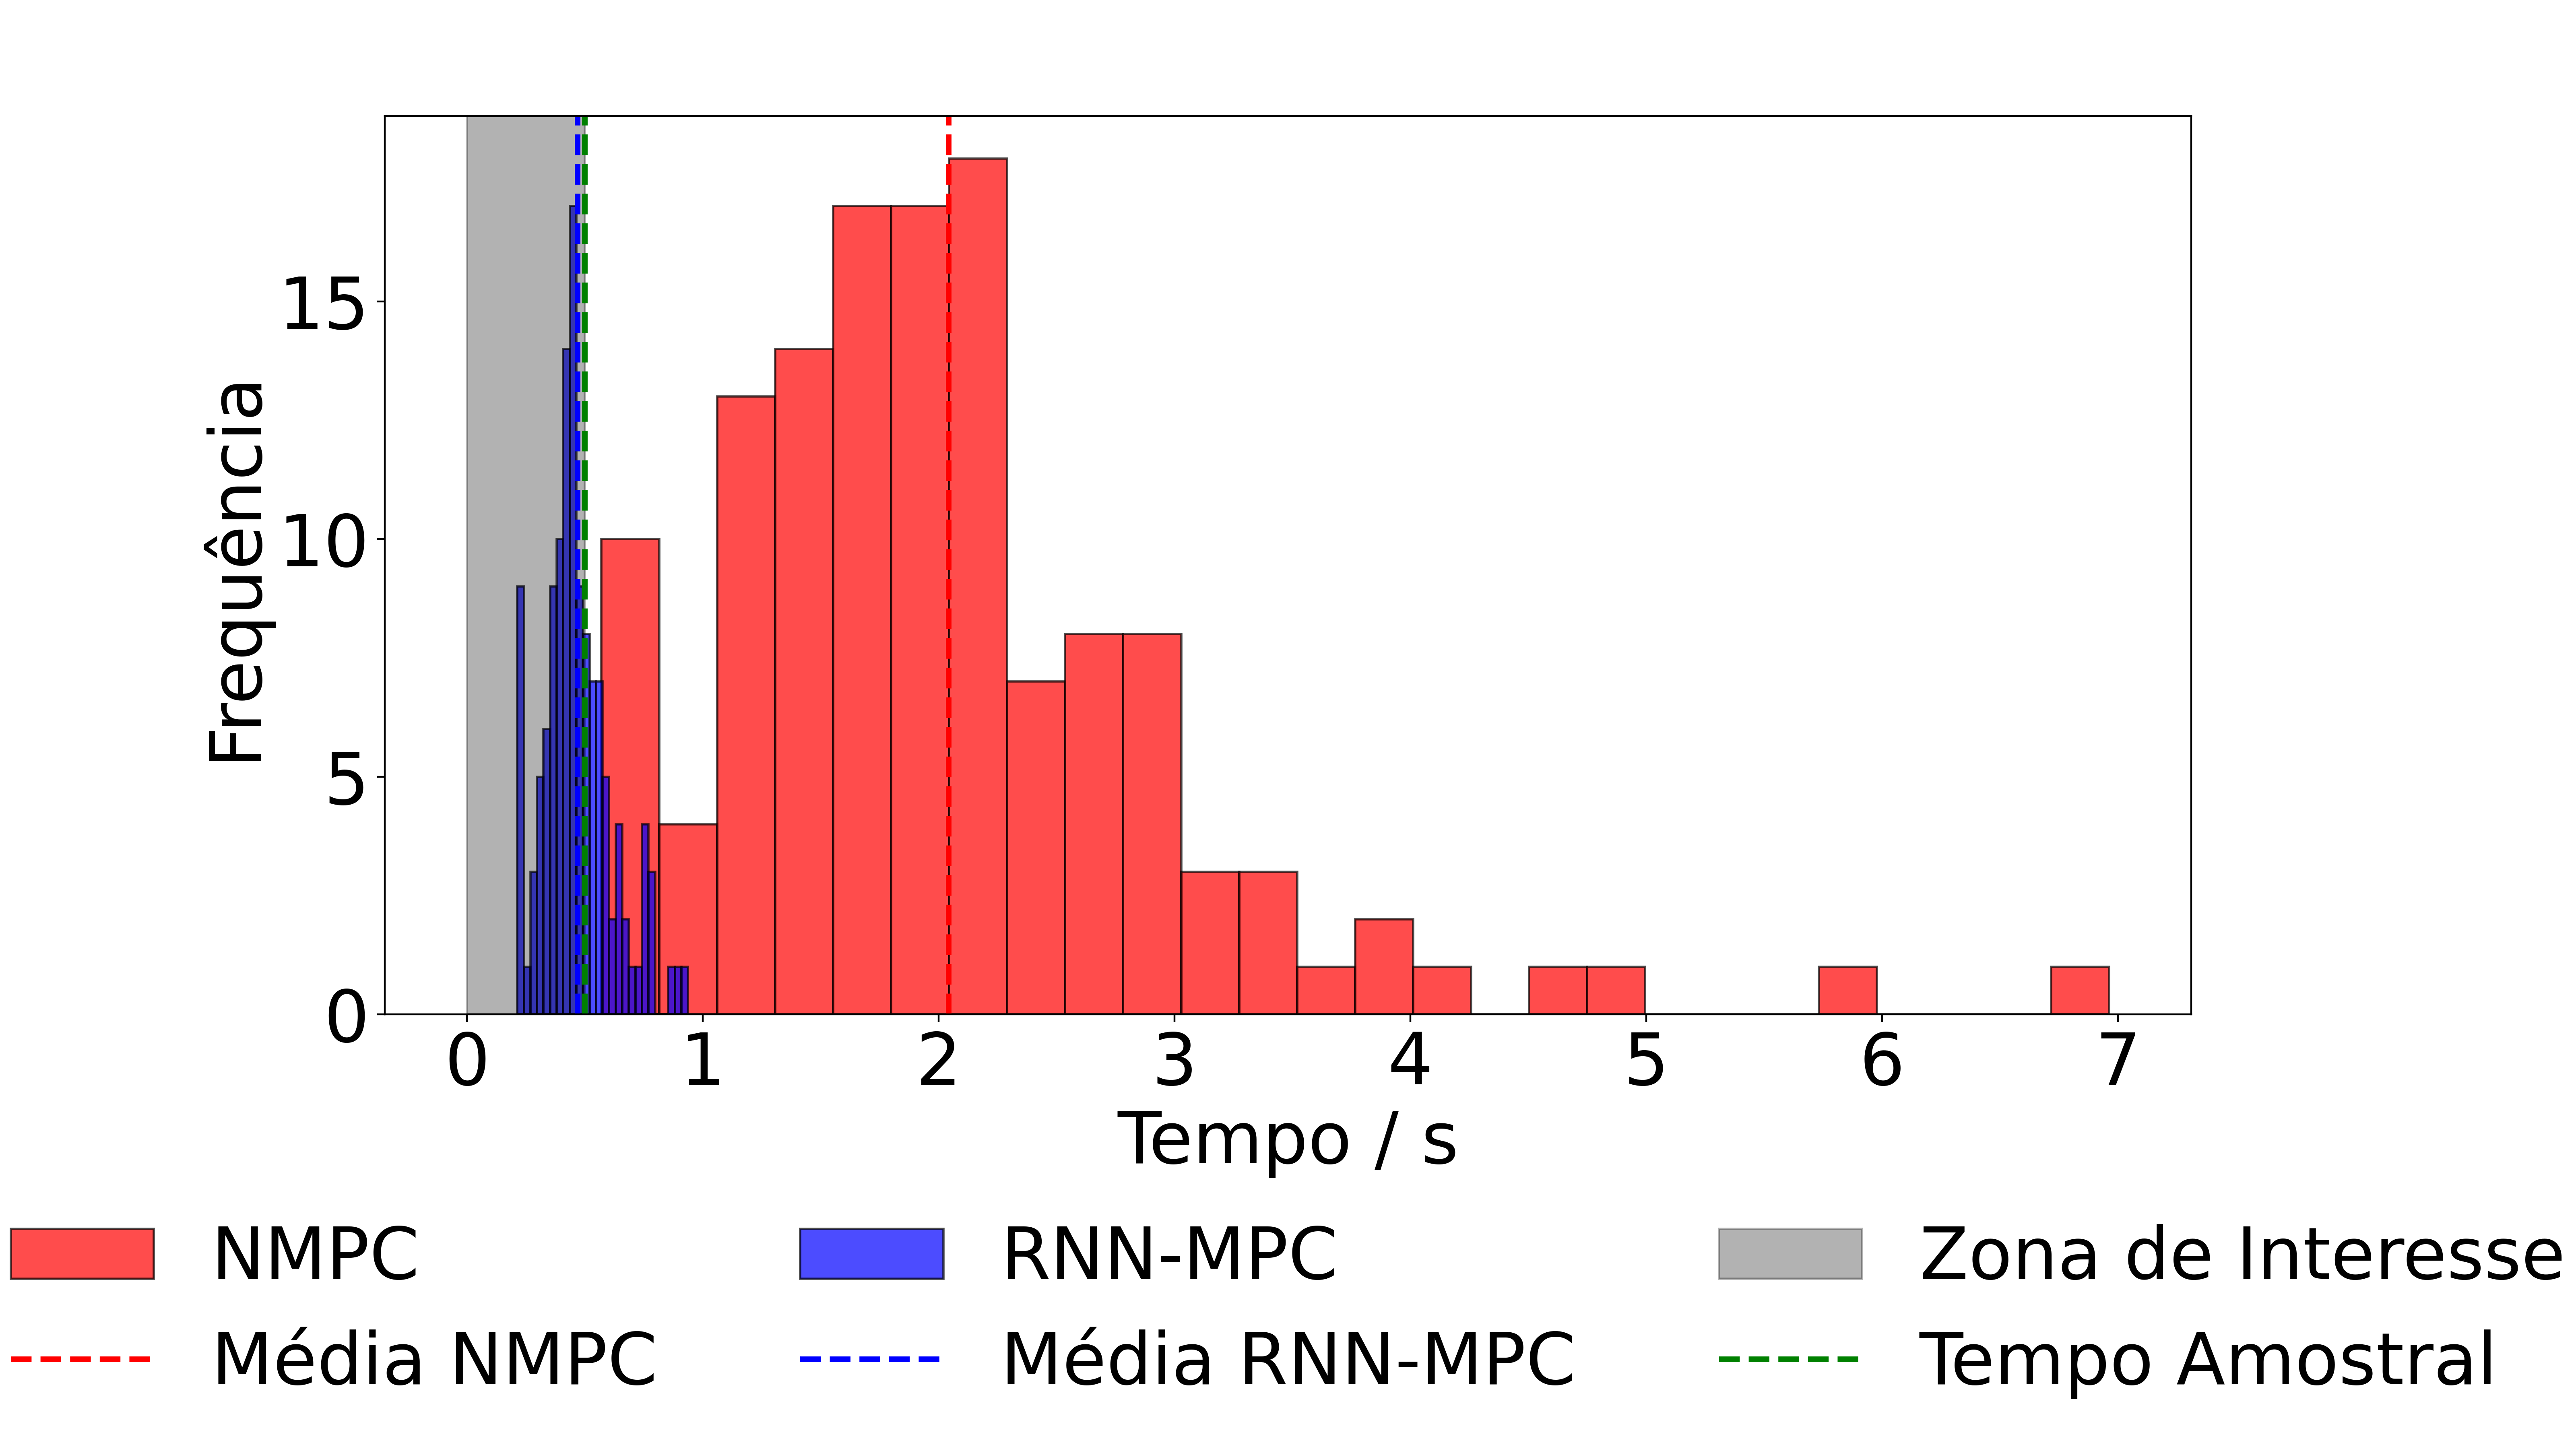 Frequência
15
10
5
0
0 1 2 3 4 5 6 7
Tempo / s
NMPC RNN-MPC Zona de Interesse
Média NMPC Média RNN-MPC Tempo Amostral